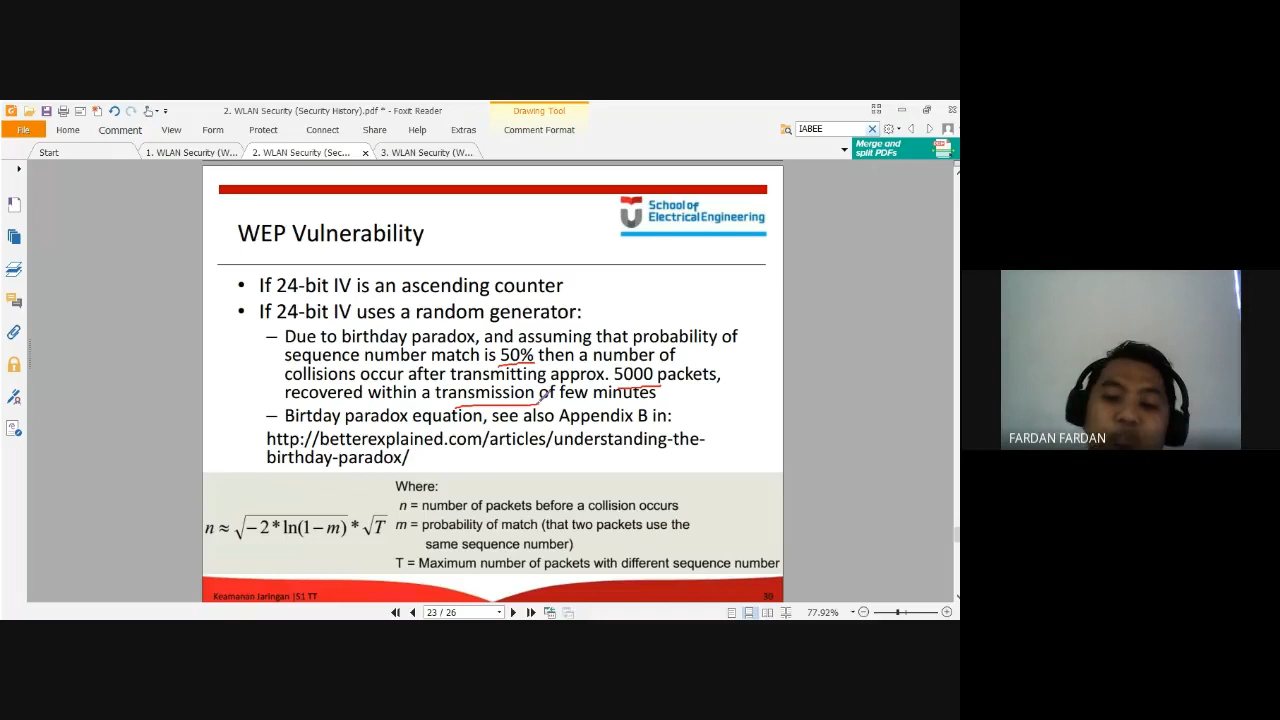 2. WLAN Security (Security History).pdf * - Foxit Reader
Drawing Tool
File
Home
Comment
View
Form
Protect
Connect
Share
Help
Extras
Comment Format
IABEE
Start
1. WLAN Security (W...
2. WLAN Security (Sec...
3. WLAN Security (W...
Merge and
split PDFs
School of
Electrical Engineering
WEP Vulnerability
• If 24-bit IV is an ascending counter
• If 24-bit IV uses a random generator:
– Due to birthday paradox, and assuming that probability of
sequence number match is 50% then a number of
collisions occur after transmitting approx. 5000 packets,
recovered within a transmission of few minutes
– Birtday paradox equation, see also Appendix B in:
http://betterexplained.com/articles/understanding-the-
birthday-paradox/
n ≈ √-2*ln(1-m) * √T
Where:
n = number of packets before a collision occurs
m = probability of match (that two packets use the
same sequence number)
T = Maximum number of packets with different sequence number
Keamanan Jaringan |S1 TT
30
23 / 26
77.92%
FARDAN FARDAN